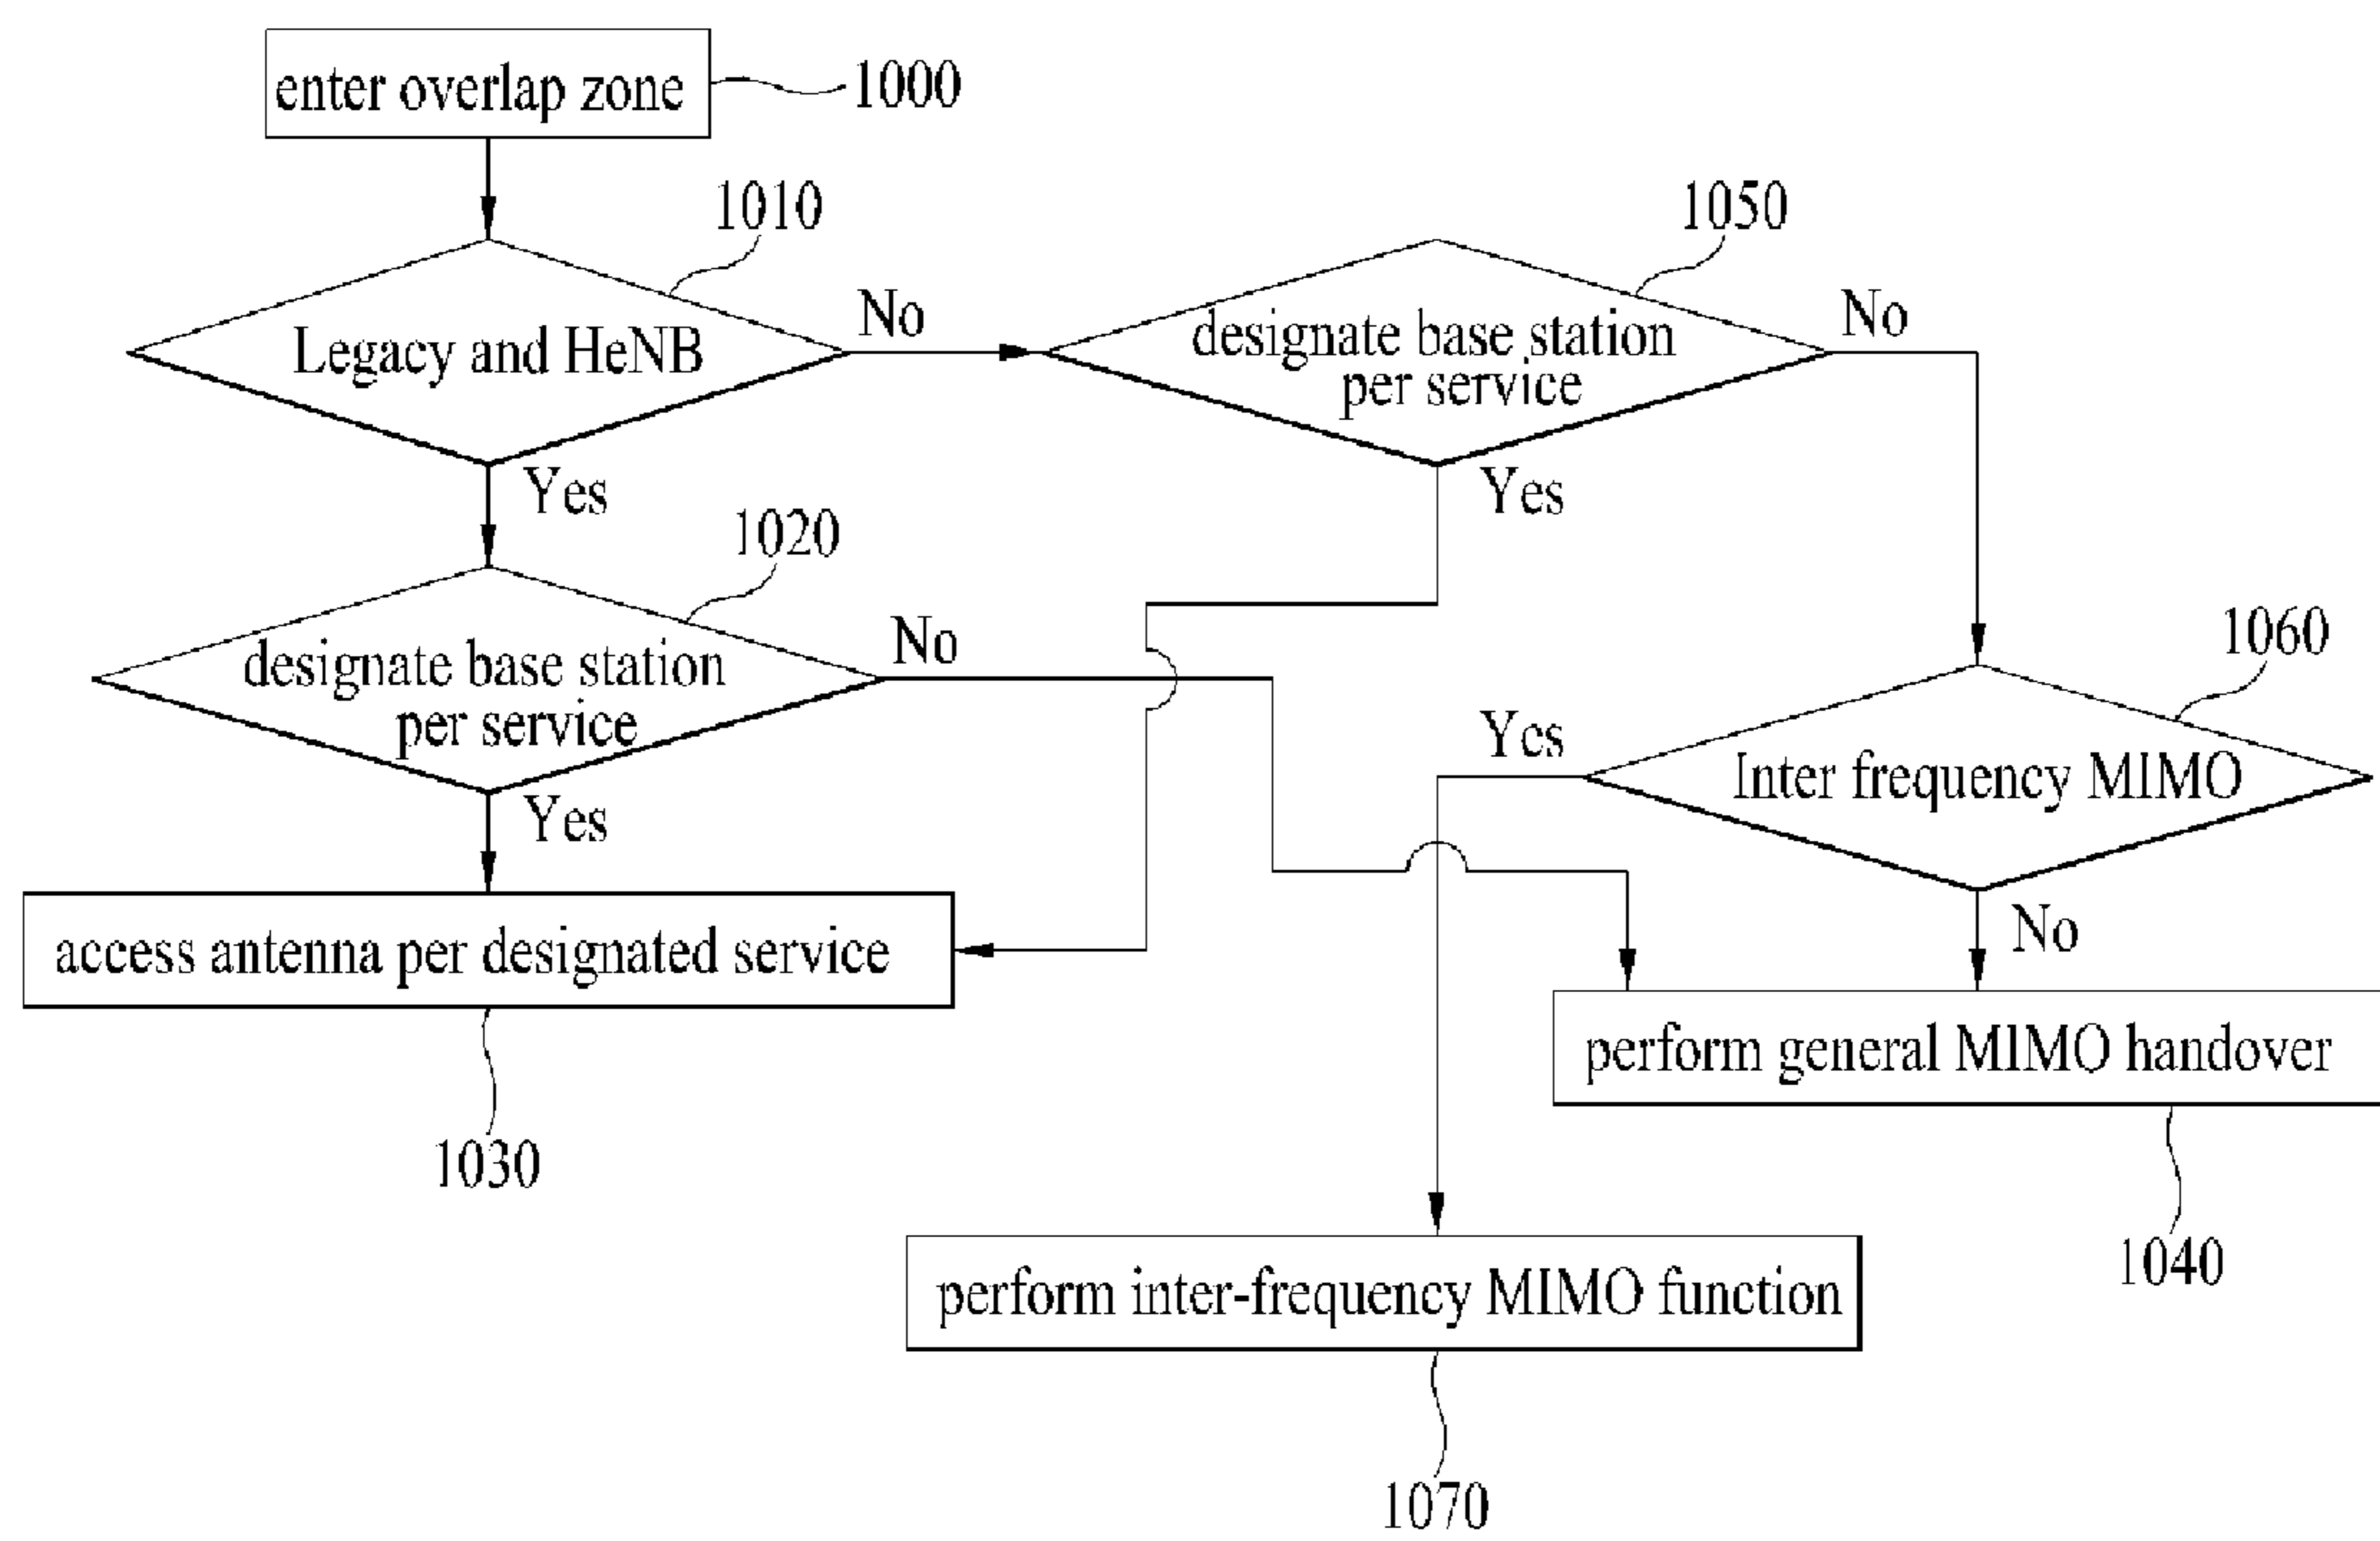 enter overlap zone
1000
1010
Legacy and HeNB
No
Yes
1050
designate base station
per service
No
Yes
1020
designate base station
per service
No
Yes
1060
Inter frequency MIMO
Yes
No
access antenna per designated service
1030
perform general MIMO handover
1040
perform inter-frequency MIMO function
1070